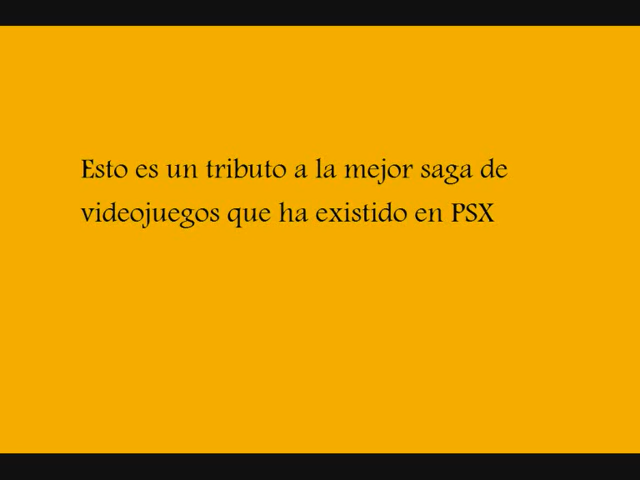 Esto es un tributo a la mejor saga de
videojuegos que ha existido en PSX